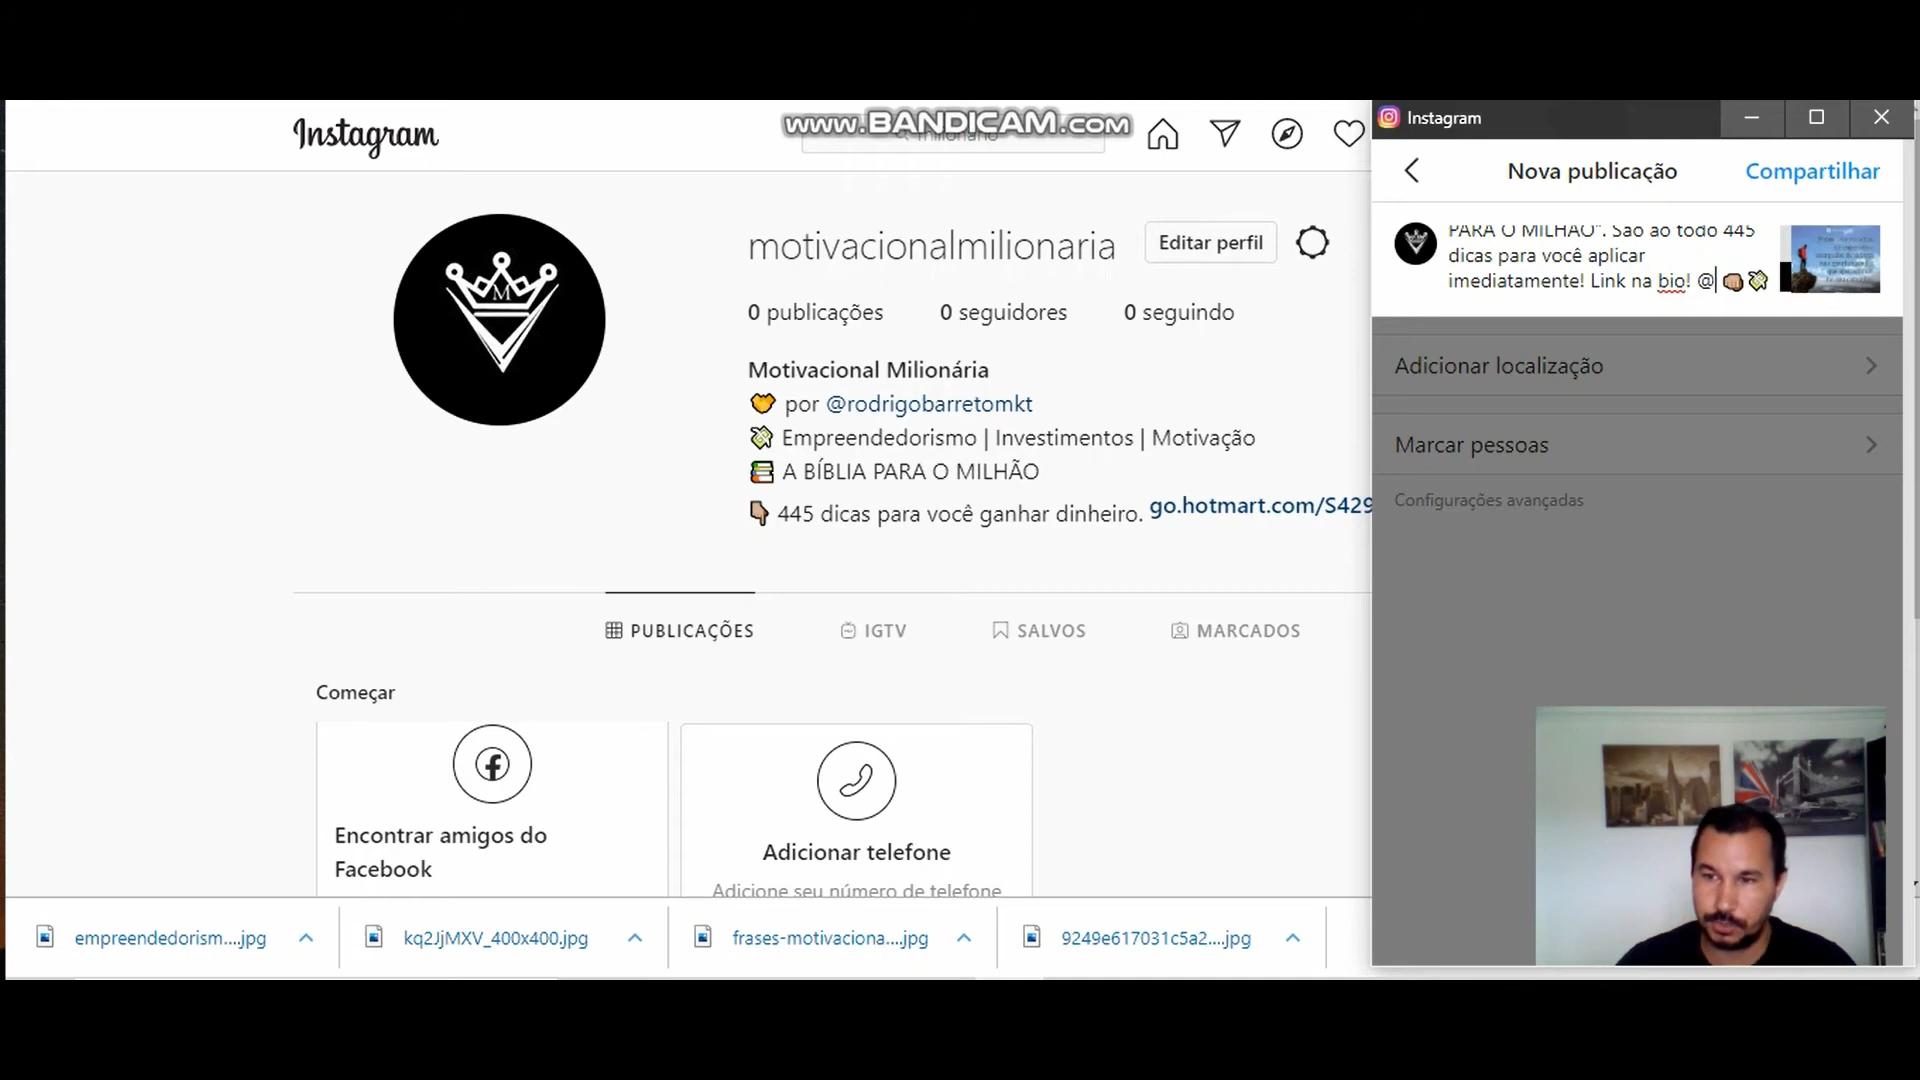 www.BANDICAM.com
Instagram
milionario
motivacionalmilionaria
Editar perfil
0 publicações
0 seguidores
0 seguindo
Motivacional Milionária
por @rodrigobarretomkt
Empreendedorismo | Investimentos | Motivação
A BÍBLIA PARA O MILHÃO
445 dicas para você ganhar dinheiro. go.hotmart.com/S429
PUBLICAÇÕES
IGTV
SALVOS
MARCADOS
Começar
Encontrar amigos do
Facebook
Adicionar telefone
Adicione seu número de telefone
empreendedorism....jpg
kq2JjMXV_400x400.jpg
frases-motivaciona....jpg
9249e617031c5a2....jpg
Instagram
Nova publicação
Compartilhar
PARA O MILHÃO". São ao todo 445
dicas para você aplicar
imediatamente! Link na bio! @
Adicionar localização
Marcar pessoas
Configurações avançadas